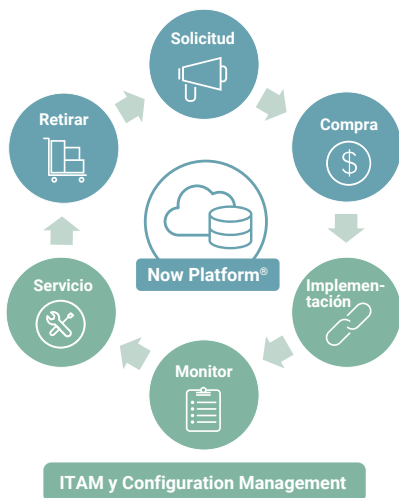 Solicitud
Compra
Implemen-
tación
Monitor
Servicio
Retirar
Now Platform®
ITAM y Configuration Management